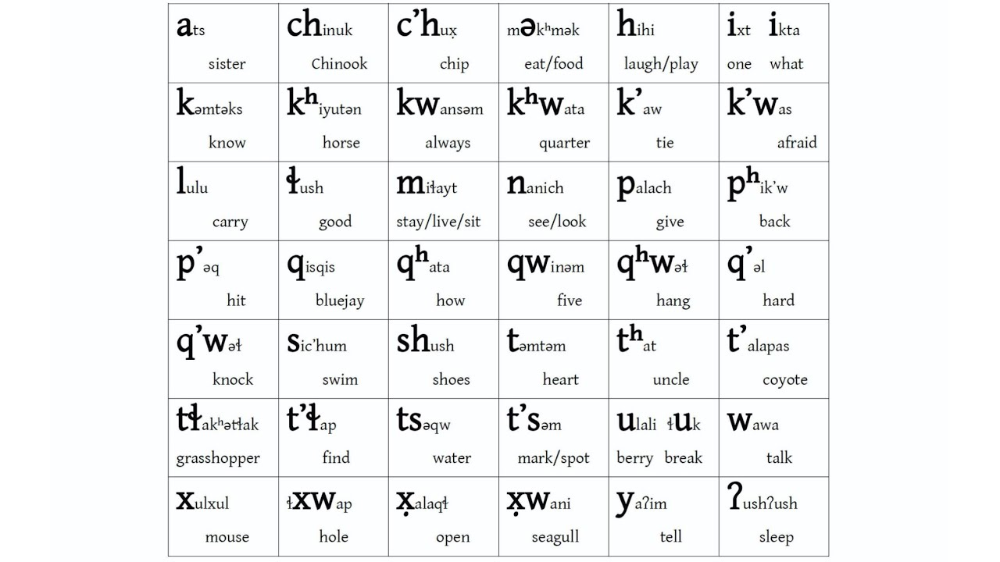 ats chinuk c’hux̣ məkʰmək hihi ixt ikta
sister Chinook chip eat/food laugh/play one what
kəmtəks kʰiyutən kwansəm kʰwata k’aw k’was
know horse always quarter tie afraid
lulu ɬush miɬayt nanich palach pʰik’w
carry good stay/live/sit see/look give back
p’əq qisqis qʰata qwinəm qʰwəɬ q’əl
hit bluejay how five hang hard
q’wəɬ sic’hum shush təmtəm tʰat t’alapas
knock swim shoes heart uncle coyote
tɬakʰətɬak t’ɬap tsəqw t’səm ulali ɬuk wawa
grasshopper find water mark/spot berry break talk
xulxul ɬxwap x̣alaqɬ x̣wani yaʔim ʔushʔush
mouse hole open seagull tell sleep